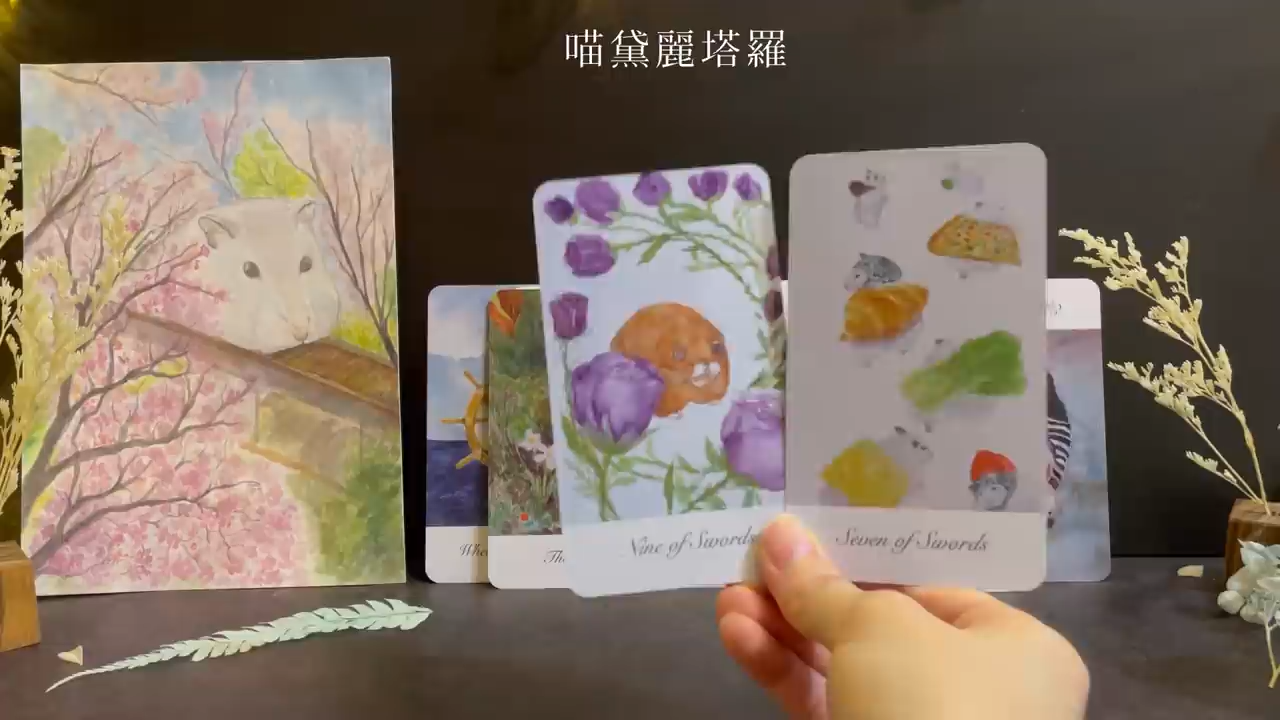 喵黛麗塔羅
Nine of Swords
Seven of Swords